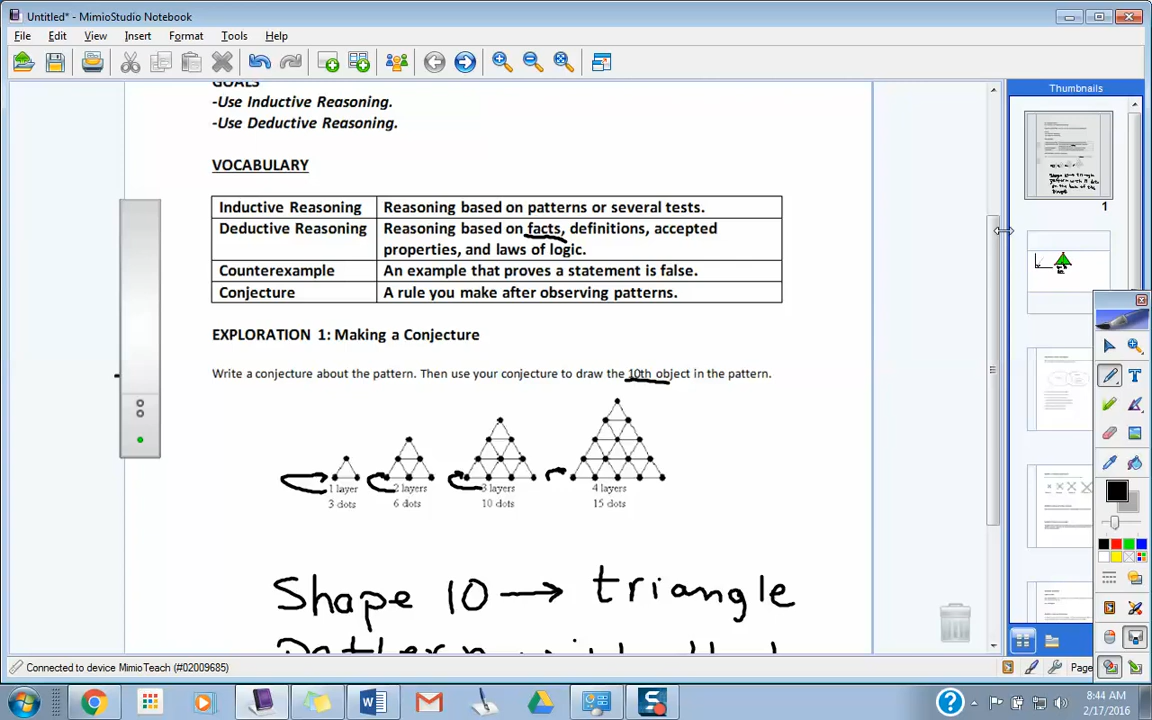 Untitled* - MimioStudio Notebook
File Edit View Insert Format Tools Help
Thumbnails
GOALS
-Use Inductive Reasoning.
-Use Deductive Reasoning.
VOCABULARY
Inductive Reasoning Reasoning based on patterns or several tests.
Deductive Reasoning Reasoning based on facts, definitions, accepted
properties, and laws of logic.
Counterexample An example that proves a statement is false.
Conjecture A rule you make after observing patterns.
EXPLORATION 1: Making a Conjecture
Write a conjecture about the pattern. Then use your conjecture to draw the 10th object in the pattern.
1 layer 2 layers 3 layers 4 layers
3 dots 6 dots 10 dots 15 dots
Shape 10 → triangle
1
Connected to device MimioTeach (#02009685)
Page
8:44 AM
2/17/2016